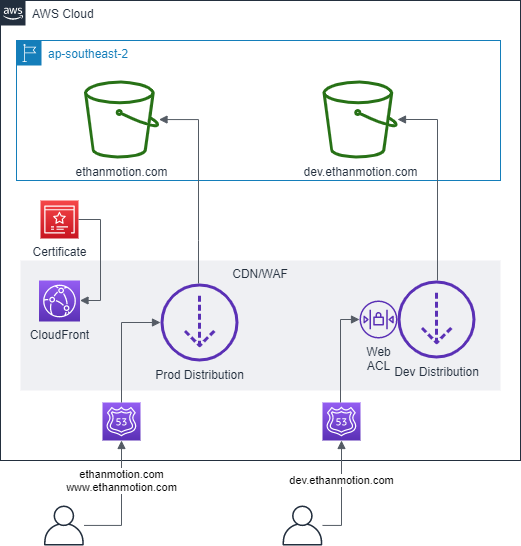 aws
AWS Cloud
ap-southeast-2
ethanmotion.com
dev.ethanmotion.com
Certificate
CDN/WAF
CloudFront
Prod Distribution
Web
ACL
Dev Distribution
53
53
ethanmotion.com
www.ethanmotion.com
dev.ethanmotion.com